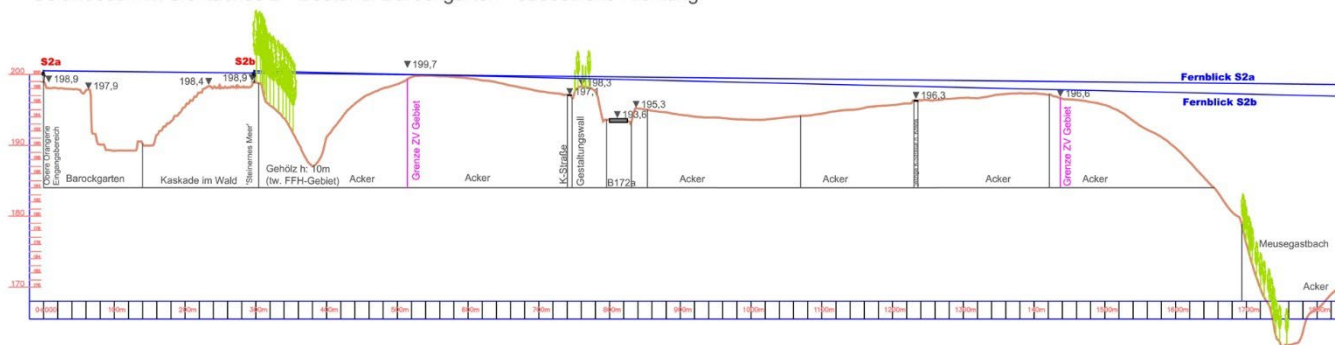 S2a
198,9
197,9
198,4
S2b
198,9
199,7
198,3
197,1
193,6
195,3
196,3
196,6
Fernblick S2a
Fernblick S2b
200
190
180
170
Obere Orangerie
Eingangsbereich
Barockgarten
Kaskade im Wald
"Steinernes Meer"
Gehölz h: 10m
(tw. FFH-Gebiet)
Acker
Grenze ZV Gebiet
Acker
K-Straße
Gestaltungswall
B172a
Acker
Acker
Acker
Grenze ZV Gebiet
Acker
Meusegastbach
Acker
0+000
100m
200m
300m
400m
500m
600m
700m
800m
900m
1000m
1100m
1200m
1300m
1400m
1500m
1600m
1700m
1800m